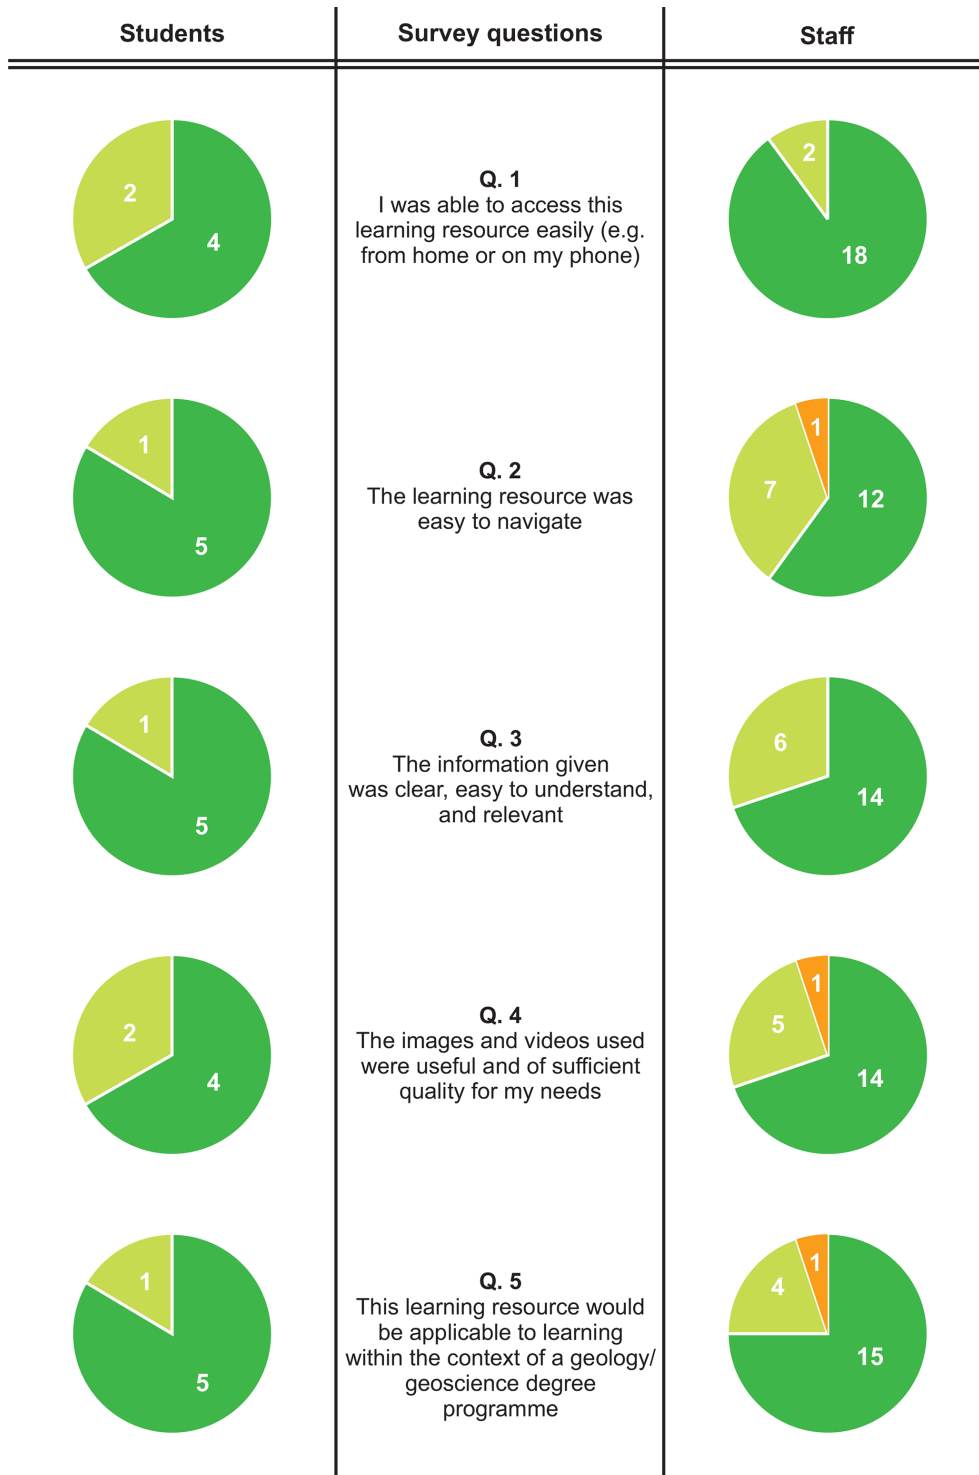 Students
Survey questions
Staff
2
4
Q. 1
I was able to access this
learning resource easily (e.g.
from home or on my phone)
2
18
1
5
Q. 2
The learning resource was
easy to navigate
1
7
12
1
5
Q. 3
The information given
was clear, easy to understand,
and relevant
6
14
2
4
Q. 4
The images and videos used
were useful and of sufficient
quality for my needs
1
5
14
1
5
Q. 5
This learning resource would
be applicable to learning
within the context of a geology/
geoscience degree
programme
1
4
15